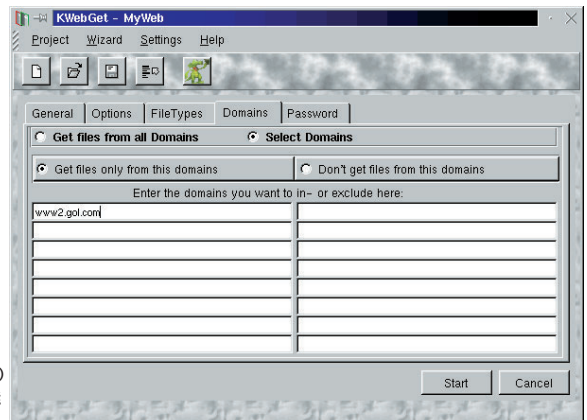 KWebGet - MyWeb
Project Wizard Settings Help
General Options FileTypes Domains Password
Get files from all Domains Select Domains
Get files only from this domains Don't get files from this domains
Enter the domains you want to in- or exclude here:
www2.gol.com
Start Cancel